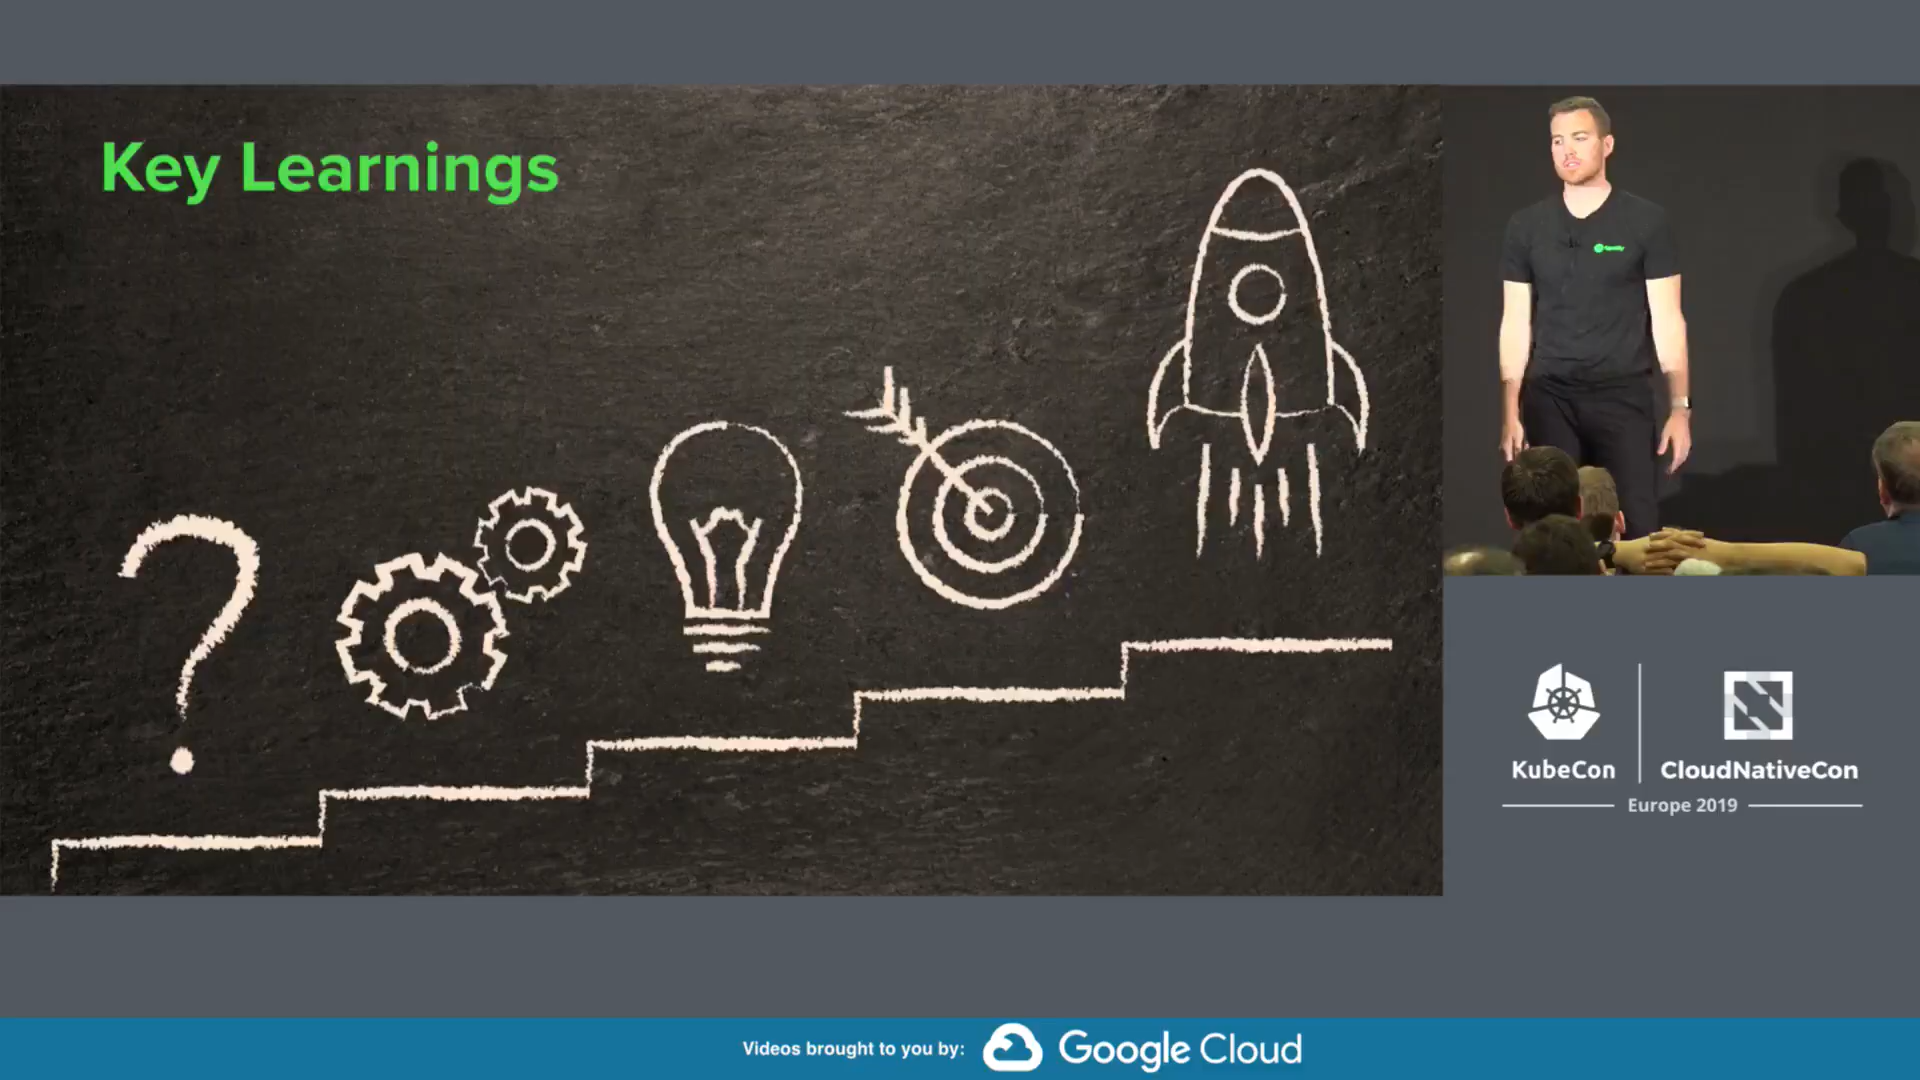 Key Learnings
KubeCon
CloudNativeCon
Europe 2019
Videos brought to you by:
Google Cloud